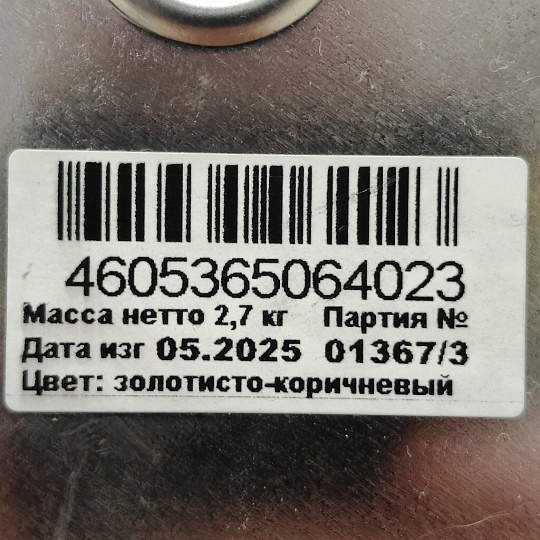 4605365064023
Масса нетто 2,7 кг Партия №
Дата изг 05.2025 01367/3
Цвет: золотисто-коричневый